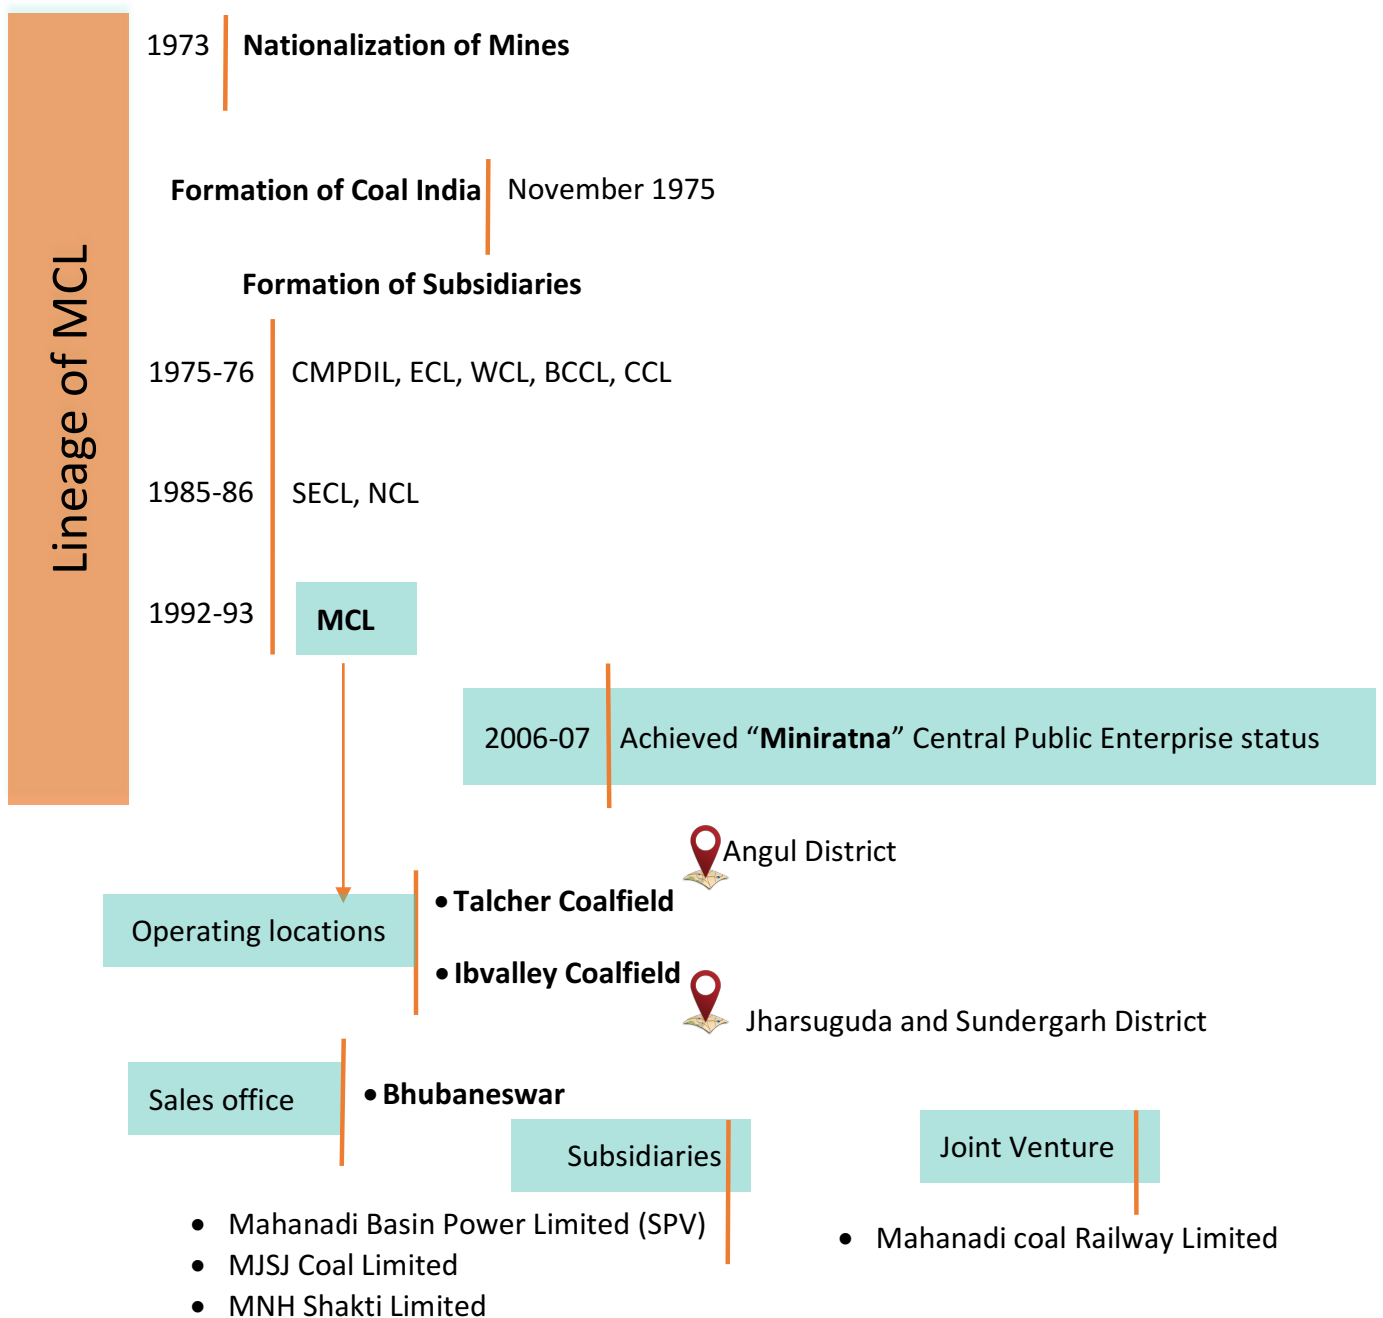 Lineage of MCL
1973 Nationalization of Mines
Formation of Coal India November 1975
Formation of Subsidiaries
1975-76 CMPDIL, ECL, WCL, BCCL, CCL
1985-86 SECL, NCL
1992-93 MCL
2006-07 Achieved “Miniratna” Central Public Enterprise status
Angul District
• Talcher Coalfield
Operating locations
• Ibvalley Coalfield
Jharsuguda and Sundergarh District
Sales office • Bhubaneswar
Subsidiaries
Joint Venture
• Mahanadi Basin Power Limited (SPV)
• MJSJ Coal Limited
• MNH Shakti Limited
• Mahanadi coal Railway Limited